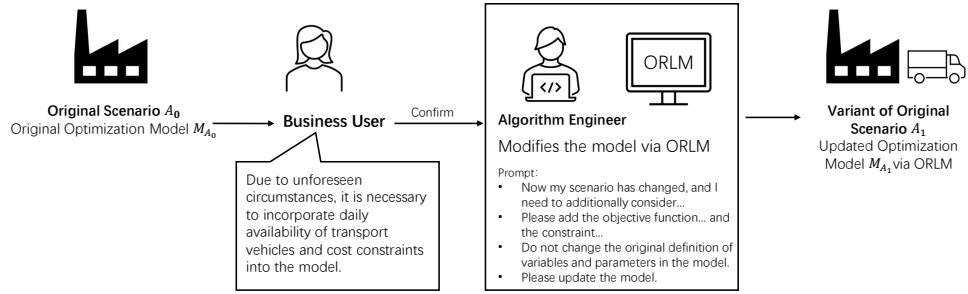 Original Scenario A₀
Original Optimization Model M_{A₀}
Business User
Due to unforeseen
circumstances, it is necessary
to incorporate daily
availability of transport
vehicles and cost constraints
into the model.
Confirm
ORLM
</>
Algorithm Engineer
Modifies the model via ORLM
Prompt:
• Now my scenario has changed, and I
need to additionally consider...
• Please add the objective function... and
the constraint...
• Do not change the original definition of
variables and parameters in the model.
• Please update the model.
Variant of Original
Scenario A₁
Updated Optimization
Model M_{A₁} via ORLM